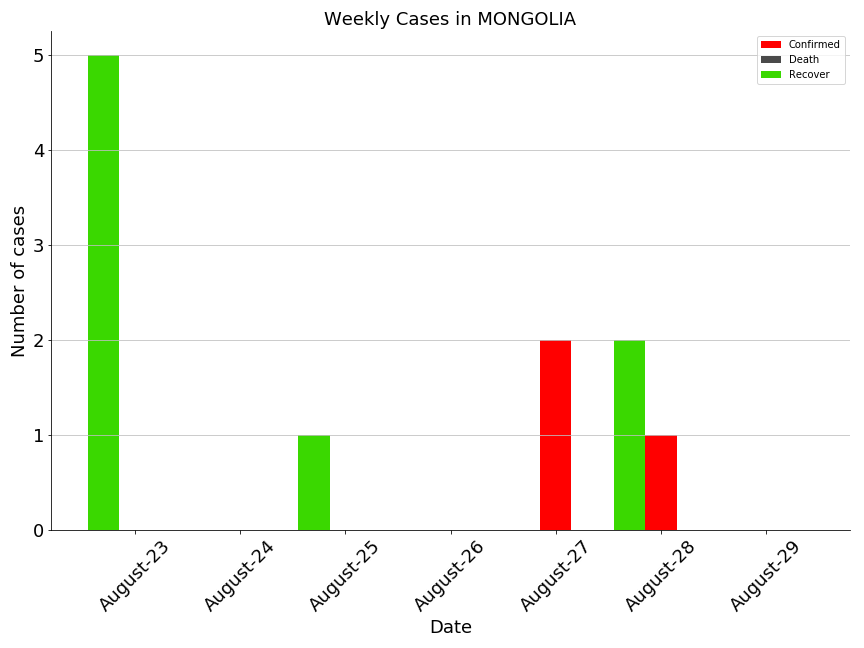 Weekly Cases in MONGOLIA
Confirmed
Death
Recover
Number of cases
5
4
3
2
1
0
August-23
August-24
August-25
August-26
August-27
August-28
August-29
Date